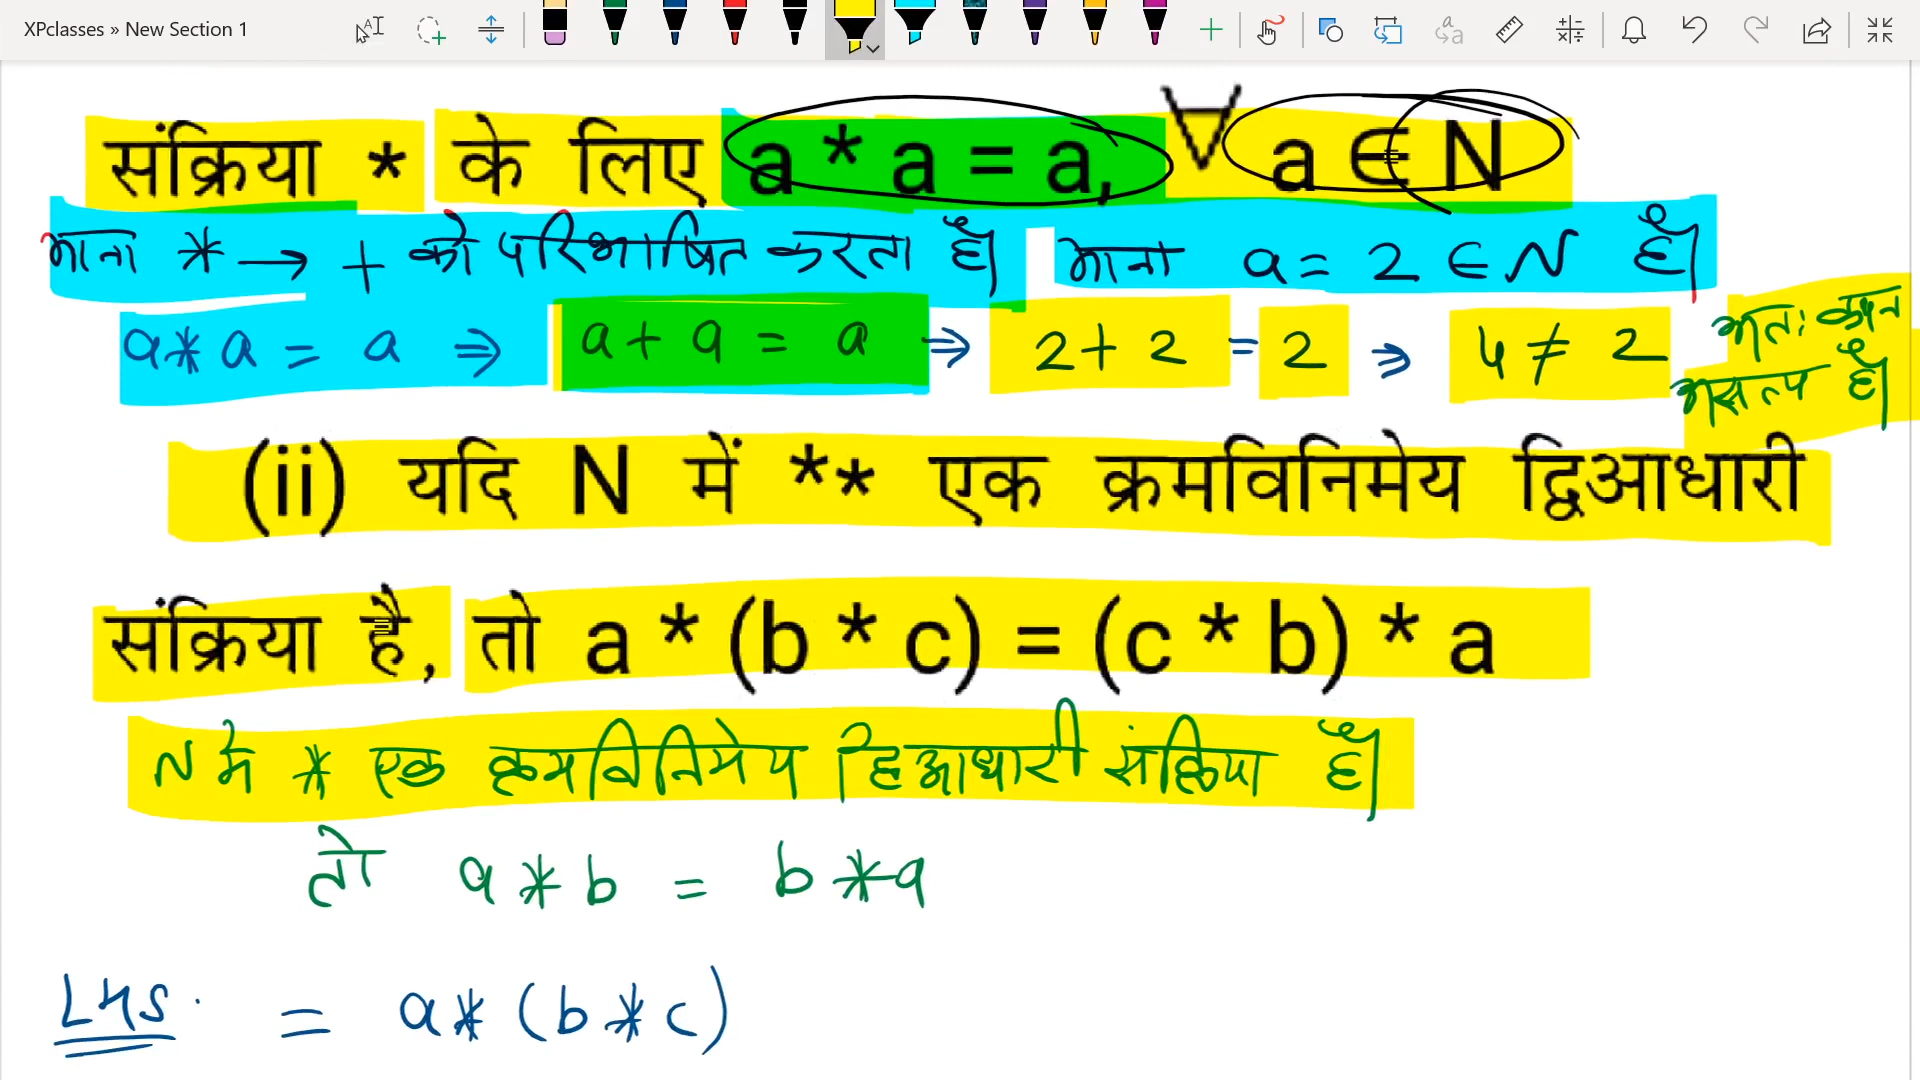 XPclasses » New Section 1
संक्रिया * के लिए a * a = a, ∀ a ∈ N
माना * → + को परिभाषित करता है। माना a = 2 ∈ N है।
a * a = a ⇒ a + a = a ⇒ 2 + 2 = 2 ⇒ 4 ≠ 2 अतः कथन
असत्य है।
(ii) यदि N में ** एक क्रमविनिमेय द्विआधारी
संक्रिया है, तो a * (b * c) = (c * b) * a
N में * एक क्रमविनिमेय द्विआधारी संक्रिया है।
तो a * b = b * a
LHS = a * (b * c)